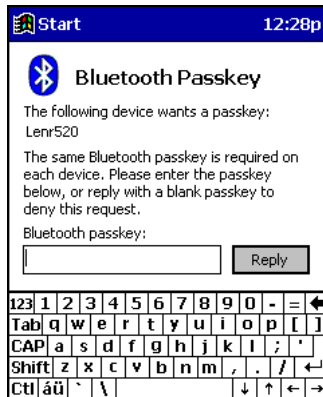 Start 12:28p
Bluetooth Passkey
The following device wants a passkey:
Lenr520
The same Bluetooth passkey is required on
each device. Please enter the passkey
below, or reply with a blank passkey to
deny this request.
Bluetooth passkey:
Reply
123 1 2 3 4 5 6 7 8 9 0 - = ←
Tab q w e r t y u i o p [ ]
CAP a s d f g h j k l ; '
Shift z x c v b n m , . / ↵
Ctl áü ` \ ↓ ↑ ← →